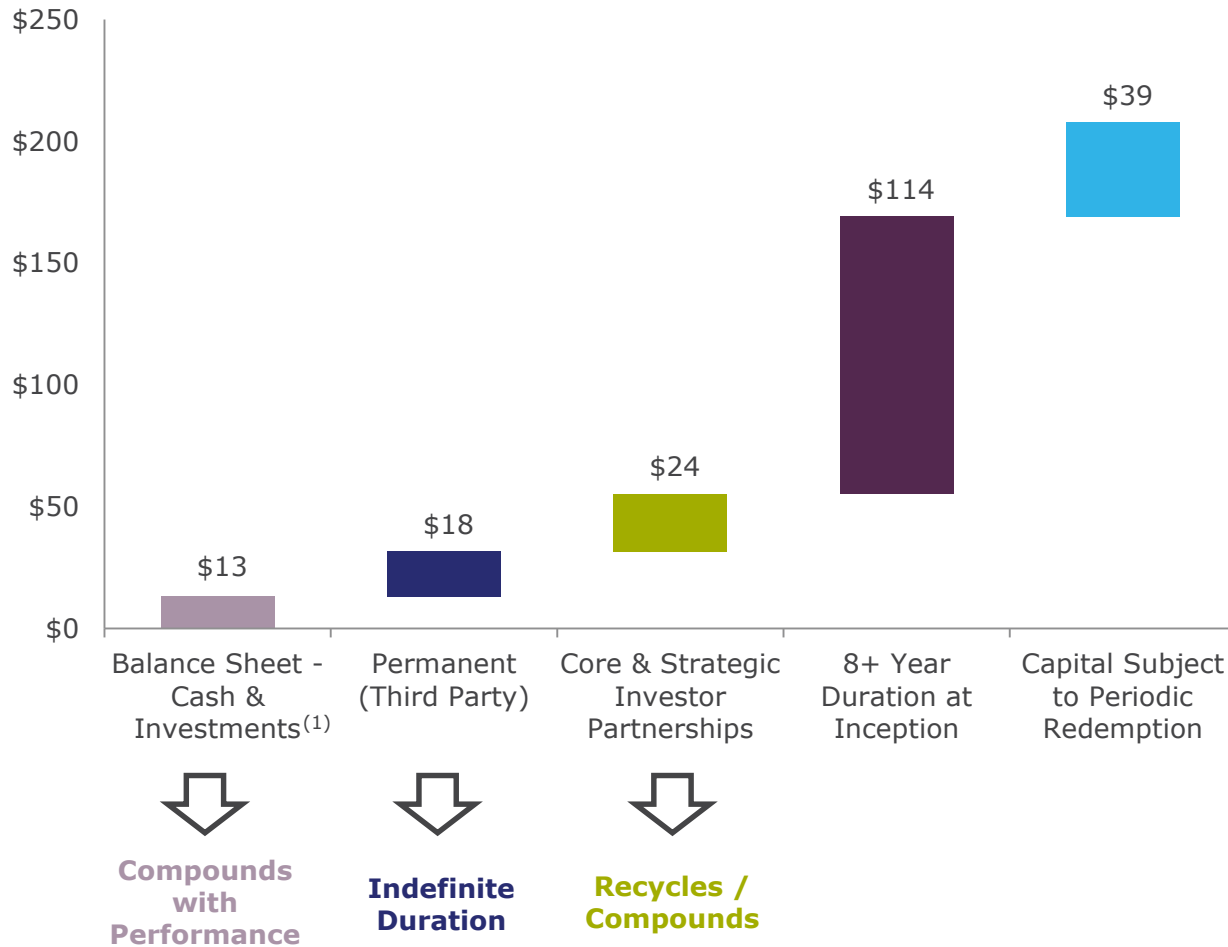 $250
$200
$150
$100
$50
$0
$13
$18
$24
$114
$39
Balance Sheet -
Cash &
Investments(1)
Permanent
(Third Party)
Core & Strategic
Investor
Partnerships
8+ Year
Duration at
Inception
Capital Subject
to Periodic
Redemption
Compounds
with
Performance
Indefinite
Duration
Recycles /
Compounds